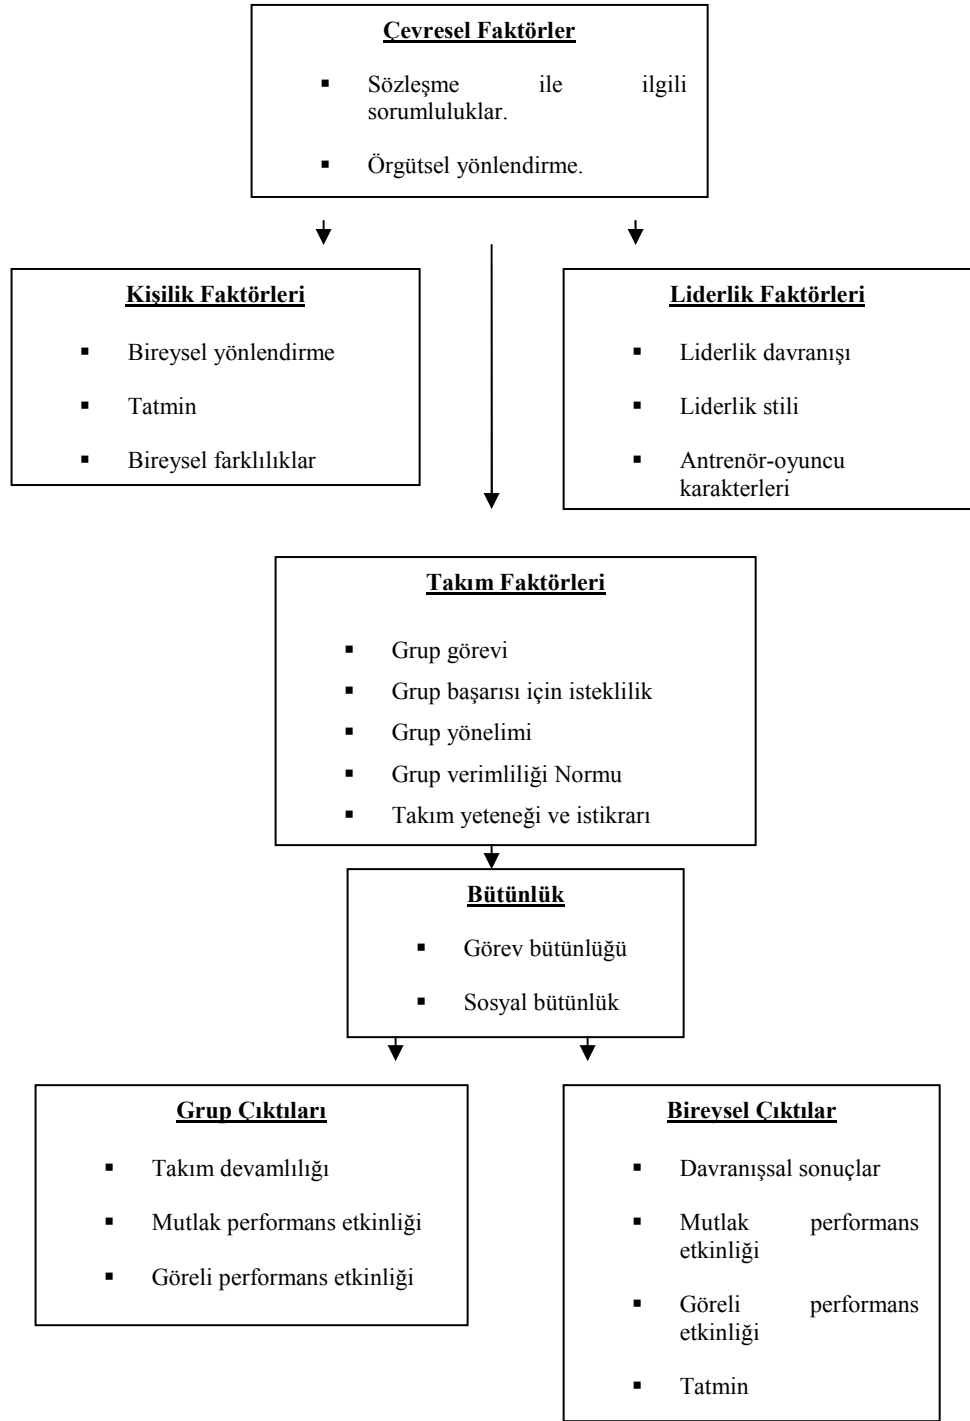 Çevresel Faktörler
▪ Sözleşme ile ilgili
sorumluluklar.
▪ Örgütsel yönlendirme.
Kişilik Faktörleri
▪ Bireysel yönlendirme
▪ Tatmin
▪ Bireysel farklılıklar
Liderlik Faktörleri
▪ Liderlik davranışı
▪ Liderlik stili
▪ Antrenör-oyuncu
karakterleri
Takım Faktörleri
▪ Grup görevi
▪ Grup başarısı için isteklilik
▪ Grup yönelimi
▪ Grup verimliliği Normu
▪ Takım yeteneği ve istikrarı
Bütünlük
▪ Görev bütünlüğü
▪ Sosyal bütünlük
Grup Çıktıları
▪ Takım devamlılığı
▪ Mutlak performans etkinliği
▪ Göreli performans etkinliği
Bireysel Çıktılar
▪ Davranışsal sonuçlar
▪ Mutlak performans
etkinliği
▪ Göreli performans
etkinliği
▪ Tatmin